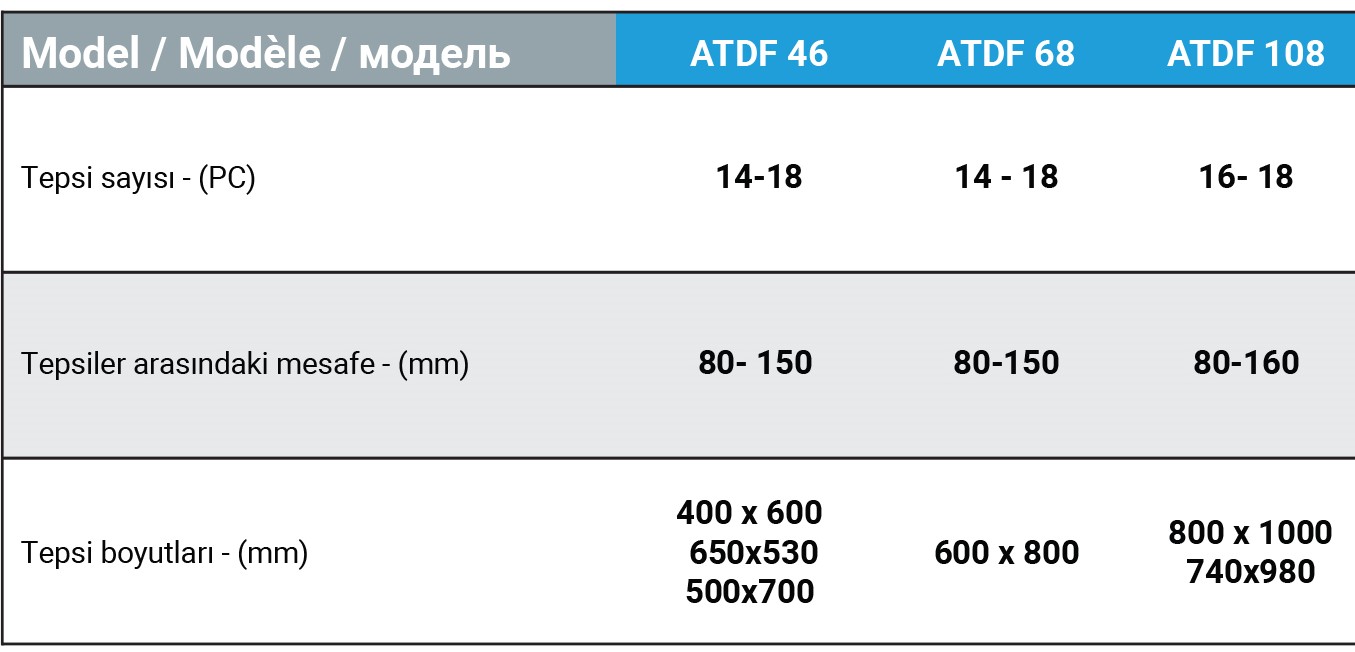 Model / Modèle / модель ATDF 46 ATDF 68 ATDF 108
Tepsi sayısı - (PC) 14-18 14 - 18 16- 18
Tepsiler arasındaki mesafe - (mm) 80- 150 80-150 80-160
Tepsi boyutları - (mm)
400 x 600
650x530
500x700
600 x 800
800 x 1000
740x980